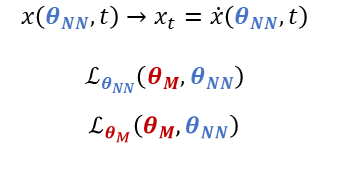 x(θ_NN, t) → x_t = ẋ(θ_NN, t)
ℒ_θ_NN(θ_M, θ_NN)
ℒ_θ_M(θ_M, θ_NN)